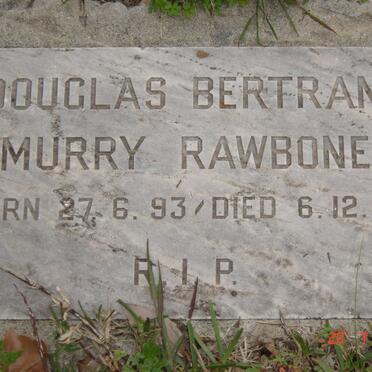 DOUGLAS BERTRAN
MURRY RAWBONE
RN 27.6.93/DIED 6.12.
R.I.P.